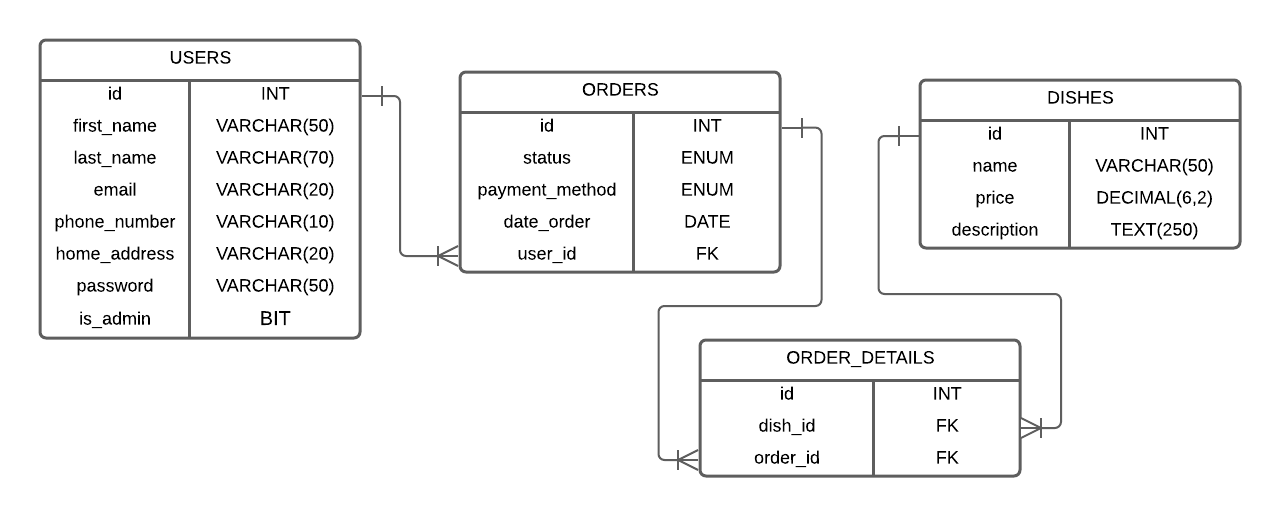 USERS
id INT
first_name VARCHAR(50)
last_name VARCHAR(70)
email VARCHAR(20)
phone_number VARCHAR(10)
home_address VARCHAR(20)
password VARCHAR(50)
is_admin BIT
ORDERS
id INT
status ENUM
payment_method ENUM
date_order DATE
user_id FK
DISHES
id INT
name VARCHAR(50)
price DECIMAL(6,2)
description TEXT(250)
ORDER_DETAILS
id INT
dish_id FK
order_id FK